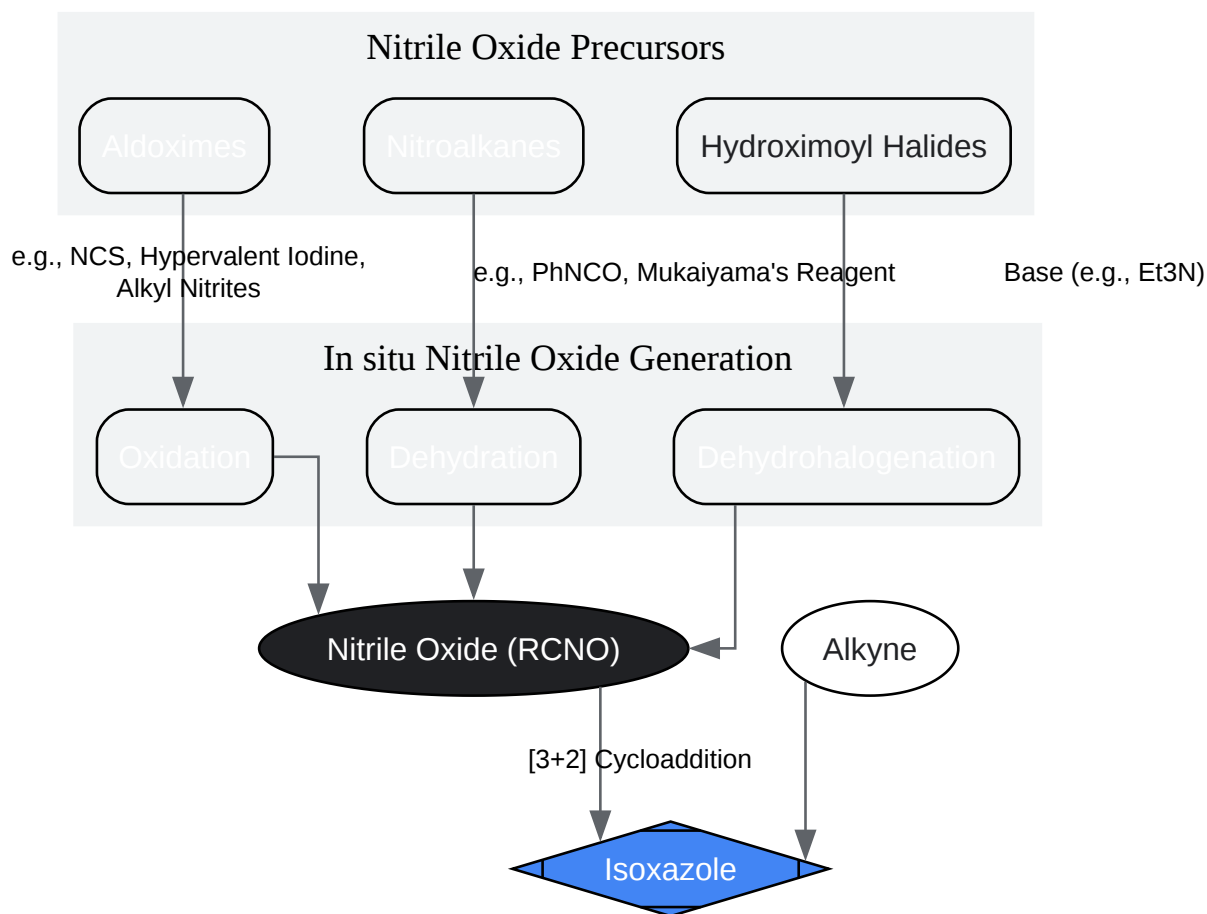 Nitrile Oxide Precursors
Aldoximes
Nitroalkanes
Hydroximoyl Halides
e.g., NCS, Hypervalent Iodine,
Alkyl Nitrites
e.g., PhNCO, Mukaiyama's Reagent
Base (e.g., Et3N)
In situ Nitrile Oxide Generation
Oxidation
Dehydration
Dehydrohalogenation
Nitrile Oxide (RCNO)
Alkyne
[3+2] Cycloaddition
Isoxazole